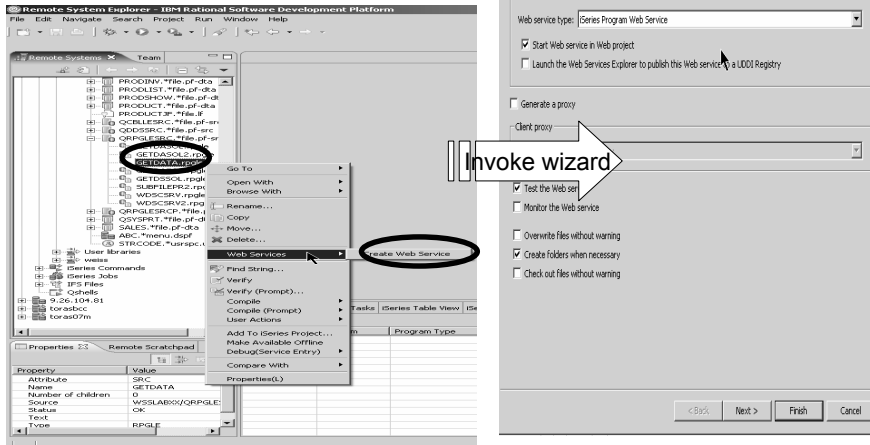 Remote System Explorer - IBM Rational Software Development Platform
File Edit Navigate Search Project Run Window Help
Remote Systems Team
PRODINV.*file.pf-dta
PRODLIST.*file.pf-dta
PRODSHOW.*file.pf-dt
PRODUCT.*file.pf-dta
PRODUCTJF.*file.lf
QCBLLESRC.*file.pf-sr
QDDSSRC.*file.pf-src
QRPGLESRC.*file.pf-sr
GETDASOL2.rpgle
GETDATA.rpgle
GETDSSOL.rpgle
SUBFILEPR2.rpg
WDSCSRV.rpgle
WDSCSRV2.rpg
QRPGLESRCP.*file.p
QSYSPRT.*file.pf-d
SALES.*file.pf-dta
ABC.*menu.dspf
STRCODE.*usrspc.
User libraries
weiss
iSeries Commands
iSeries Jobs
IFS Files
Qshells
9.26.104.81
torasbcc
toras07m
Go To
Open With
Browse With
Rename...
Copy
Move...
Delete...
Web Services
Create Web Service
Find String...
Verify
Verify (Prompt)...
Compile
Compile (Prompt)
User Actions
Add To iSeries Project...
Make Available Offline
Debug(Service Entry)
Compare With
Properties(L)
Tasks iSeries Table View iSe
m Program Type
Properties Remote Scratchpad
Property Value
Attribute SRC
Name GETDATA
Number of children 0
Source WSSLABXX/QRPGLE
Status OK
Text
Type RPGLE
Web service type: iSeries Program Web Service
Start Web service in Web project
Launch the Web Services Explorer to publish this Web service to a UDDI Registry
Generate a proxy
Client proxy
Invoke wizard
Test the Web ser
Monitor the Web service
Overwrite files without warning
Create folders when necessary
Check out files without warning
< Back Next > Finish Cancel